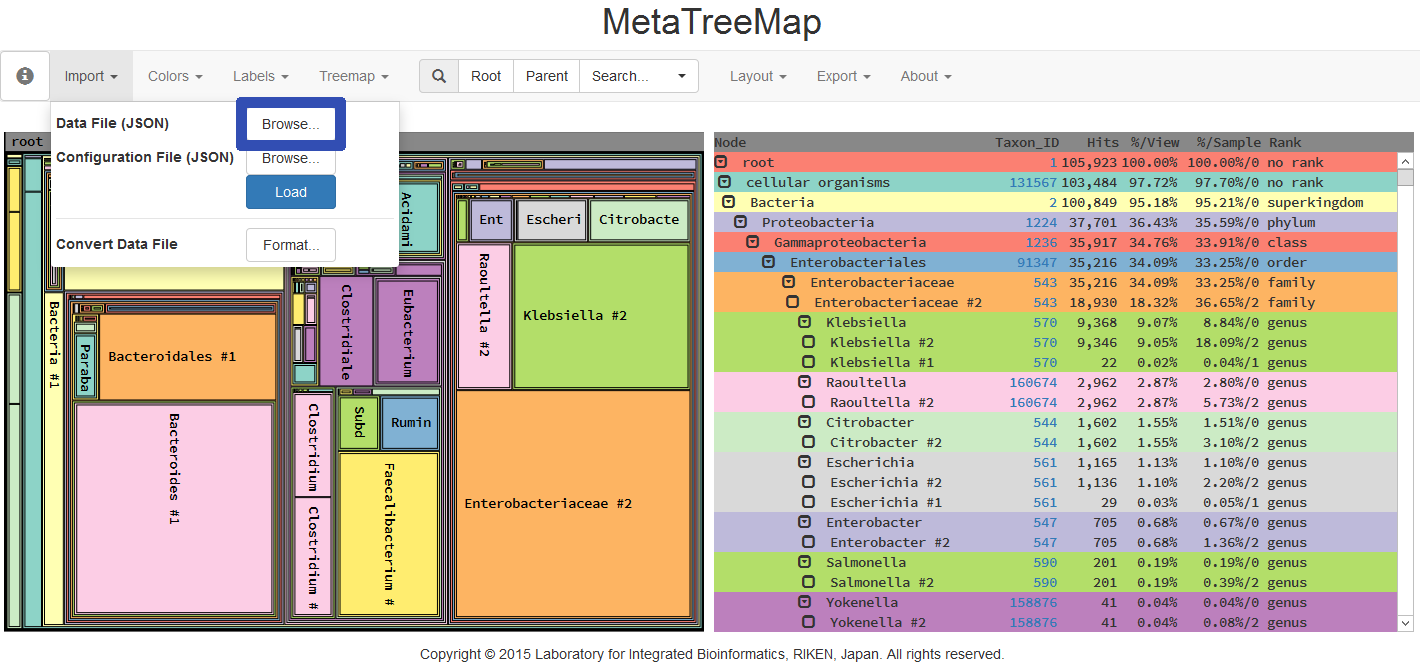 MetaTreeMap
Import Colors Labels Treemap Root Parent Search... Layout Export About
Data File (JSON) Browse...
Configuration File (JSON) Browse...
Load
Convert Data File Format...
root
Bacteria #1
Paraba
Bacteroidales #1
Bacteroides #1
Acidami
Clostridiale
Eubacterium
Clostridium
Clostridium #
Subd
Rumin
Faecalibacterium #
Ent
Escheri
Citrobacte
Raoultella #2
Klebsiella #2
Enterobacteriaceae #2
Node Taxon_ID Hits %/View %/Sample Rank
root 1 105,923 100.00% 100.00%/0 no rank
cellular organisms 131567 103,484 97.72% 97.70%/0 no rank
Bacteria 2 100,849 95.18% 95.21%/0 superkingdom
Proteobacteria 1224 37,701 36.43% 35.59%/0 phylum
Gammaproteobacteria 1236 35,917 34.76% 33.91%/0 class
Enterobacteriales 91347 35,216 34.09% 33.25%/0 order
Enterobacteriaceae 543 35,216 34.09% 33.25%/0 family
Enterobacteriaceae #2 543 18,930 18.32% 36.65%/2 family
Klebsiella 570 9,368 9.07% 8.84%/0 genus
Klebsiella #2 570 9,346 9.05% 18.09%/2 genus
Klebsiella #1 570 22 0.02% 0.04%/1 genus
Raoultella 160674 2,962 2.87% 2.80%/0 genus
Raoultella #2 160674 2,962 2.87% 5.73%/2 genus
Citrobacter 544 1,602 1.55% 1.51%/0 genus
Citrobacter #2 544 1,602 1.55% 3.10%/2 genus
Escherichia 561 1,165 1.13% 1.10%/0 genus
Escherichia #2 561 1,136 1.10% 2.20%/2 genus
Escherichia #1 561 29 0.03% 0.05%/1 genus
Enterobacter 547 705 0.68% 0.67%/0 genus
Enterobacter #2 547 705 0.68% 1.36%/2 genus
Salmonella 590 201 0.19% 0.19%/0 genus
Salmonella #2 590 201 0.19% 0.39%/2 genus
Yokenella 158876 41 0.04% 0.04%/0 genus
Yokenella #2 158876 41 0.04% 0.08%/2 genus
Copyright © 2015 Laboratory for Integrated Bioinformatics, RIKEN, Japan. All rights reserved.